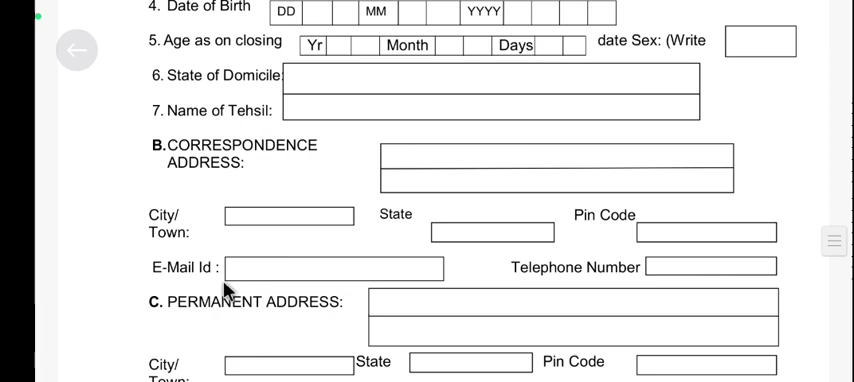 4. Date of Birth DD MM YYYY
5. Age as on closing Yr Month Days date Sex: (Write
6. State of Domicile:
7. Name of Tehsil:
B. CORRESPONDENCE
ADDRESS:
City/ State Pin Code
Town:
E-Mail Id : Telephone Number
C. PERMANENT ADDRESS:
City/ State Pin Code
Town: